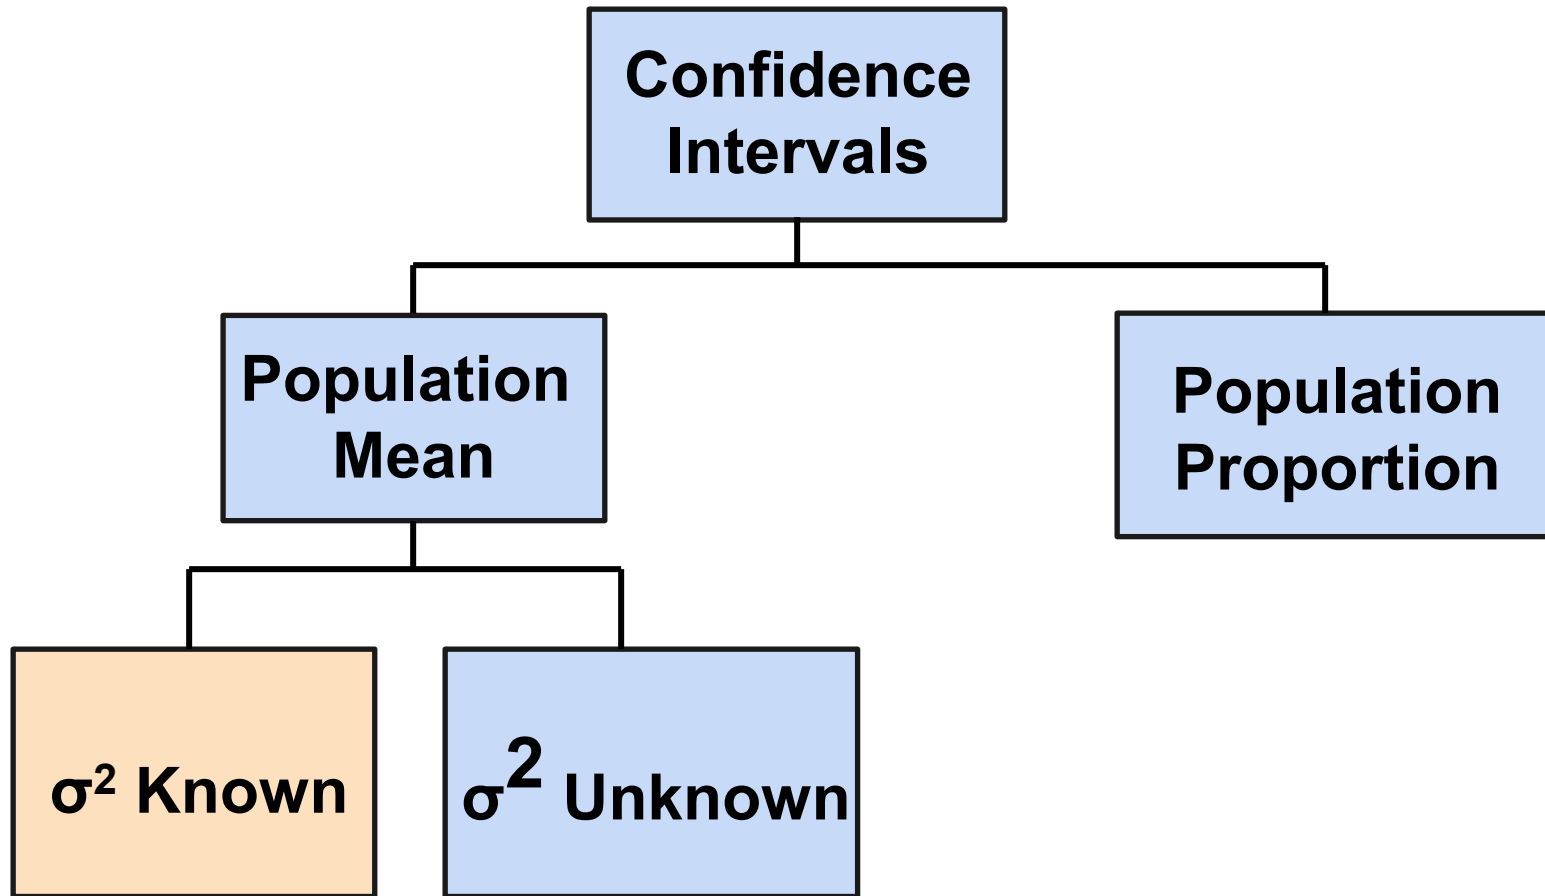 Confidence
Intervals
Population
Mean
Population
Proportion
σ² Known
σ² Unknown